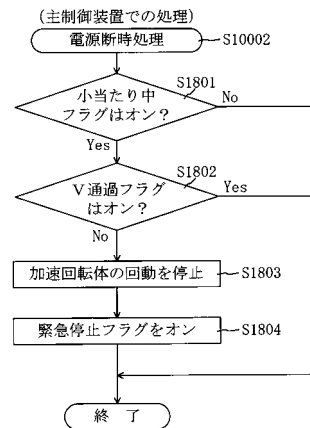 (主制御装置での処理)
電源断時処理
S10002
小当たり中
フラグはオン?
S1801
No
Yes
V通過フラグ
はオン?
S1802
Yes
No
加速回転体の回動を停止
S1803
緊急停止フラグをオン
S1804
終 了